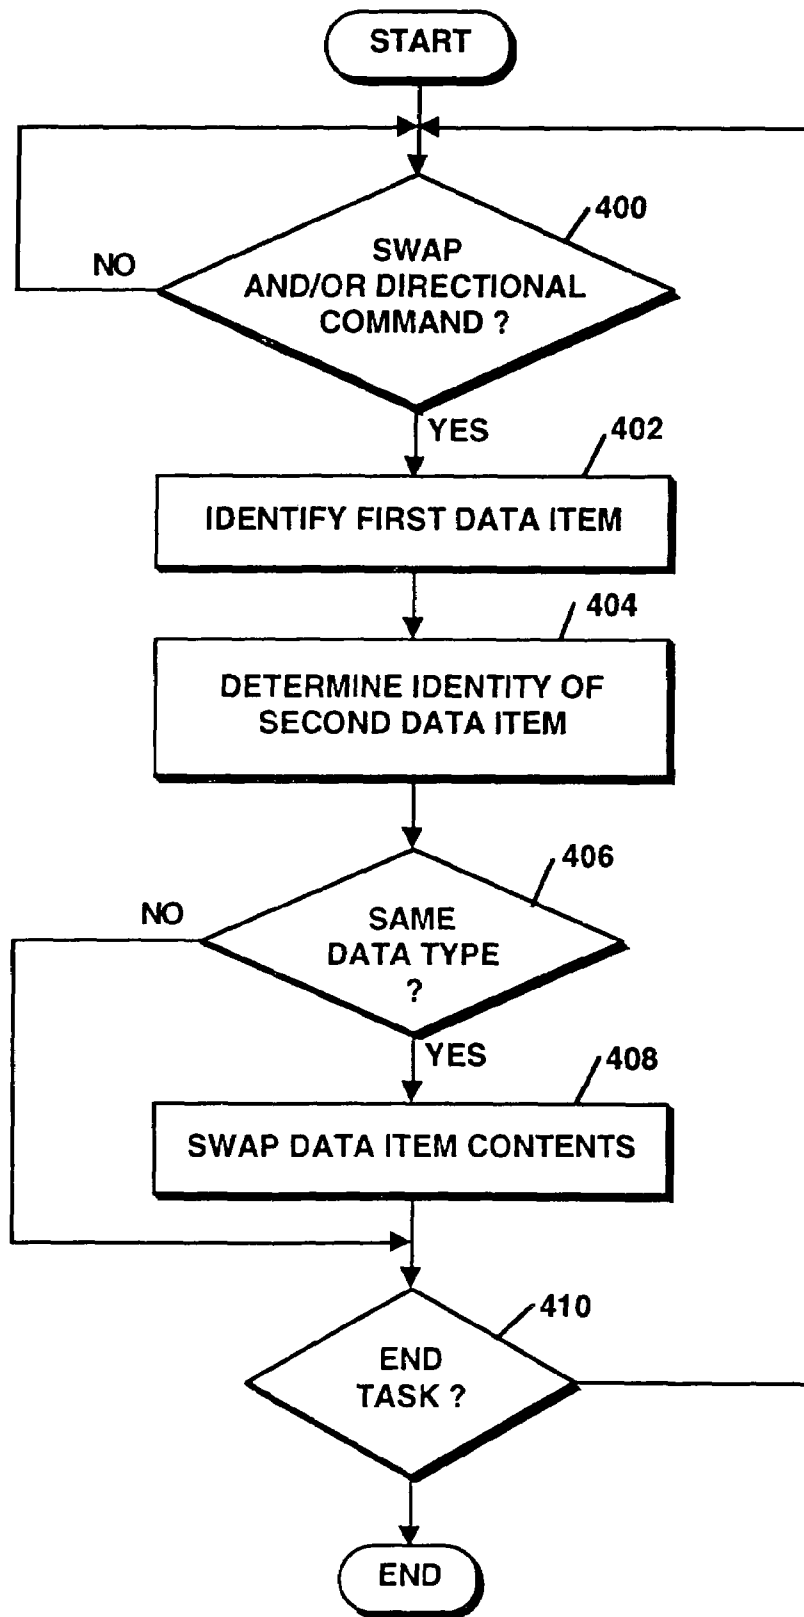 START
400
SWAP
AND/OR DIRECTIONAL
COMMAND ?
NO
YES
402
IDENTIFY FIRST DATA ITEM
404
DETERMINE IDENTITY OF
SECOND DATA ITEM
406
NO
SAME
DATA TYPE
?
YES
408
SWAP DATA ITEM CONTENTS
410
END
TASK ?
END